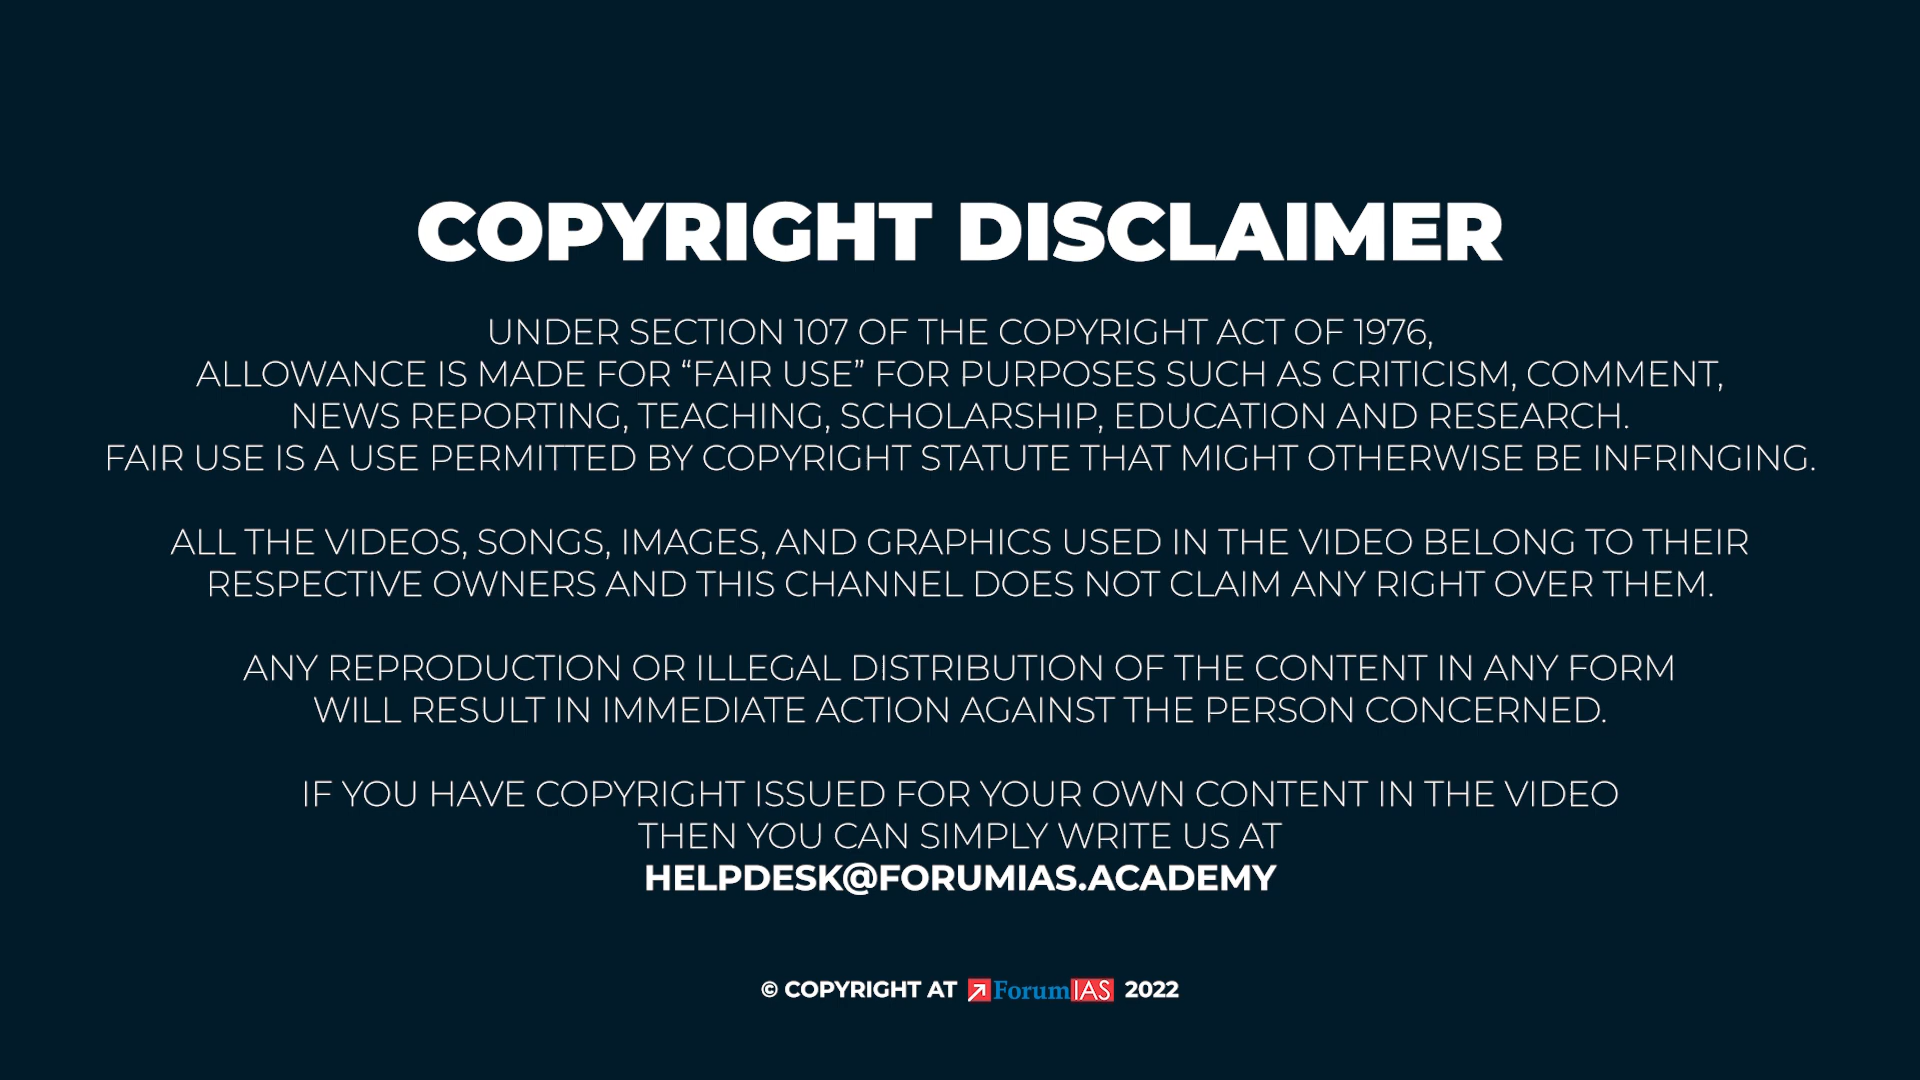 COPYRIGHT DISCLAIMER
UNDER SECTION 107 OF THE COPYRIGHT ACT OF 1976,
ALLOWANCE IS MADE FOR “FAIR USE” FOR PURPOSES SUCH AS CRITICISM, COMMENT,
NEWS REPORTING, TEACHING, SCHOLARSHIP, EDUCATION AND RESEARCH.
FAIR USE IS A USE PERMITTED BY COPYRIGHT STATUTE THAT MIGHT OTHERWISE BE INFRINGING.
ALL THE VIDEOS, SONGS, IMAGES, AND GRAPHICS USED IN THE VIDEO BELONG TO THEIR
RESPECTIVE OWNERS AND THIS CHANNEL DOES NOT CLAIM ANY RIGHT OVER THEM.
ANY REPRODUCTION OR ILLEGAL DISTRIBUTION OF THE CONTENT IN ANY FORM
WILL RESULT IN IMMEDIATE ACTION AGAINST THE PERSON CONCERNED.
IF YOU HAVE COPYRIGHT ISSUED FOR YOUR OWN CONTENT IN THE VIDEO
THEN YOU CAN SIMPLY WRITE US AT
HELPDESK@FORUMIAS.ACADEMY
© COPYRIGHT AT ForumIAS 2022